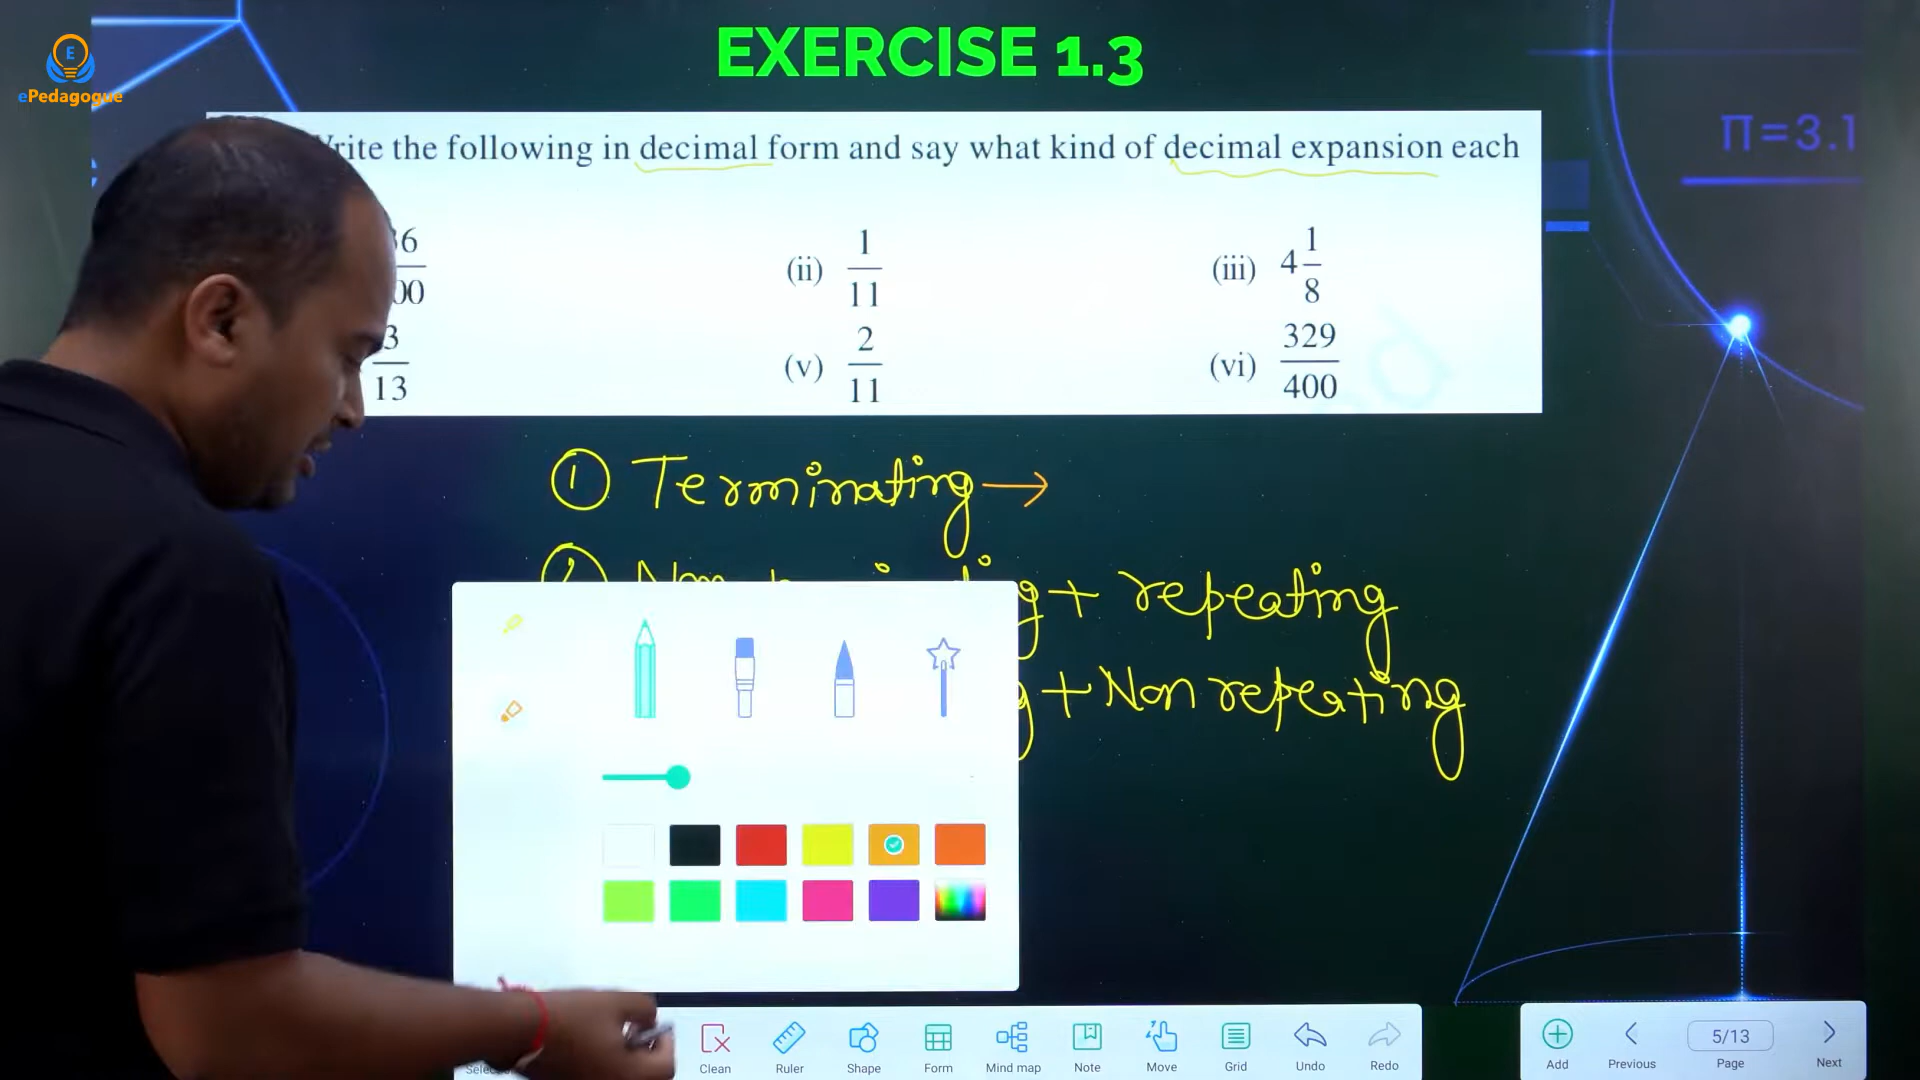 EXERCISE 1.3
E
ePedagogue
Π=3.1
rite the following in decimal form and say what kind of decimal expansion each
6
00
(ii) 1
11
(iii) 4 1
8
3
13
(v) 2
11
(vi) 329
400
① Terminating →
g + repeating
g + Non repeating
Clean
Ruler
Shape
Form
Mind map
Note
Move
Grid
Undo
Redo
Add
Previous
5/13
Page
Next